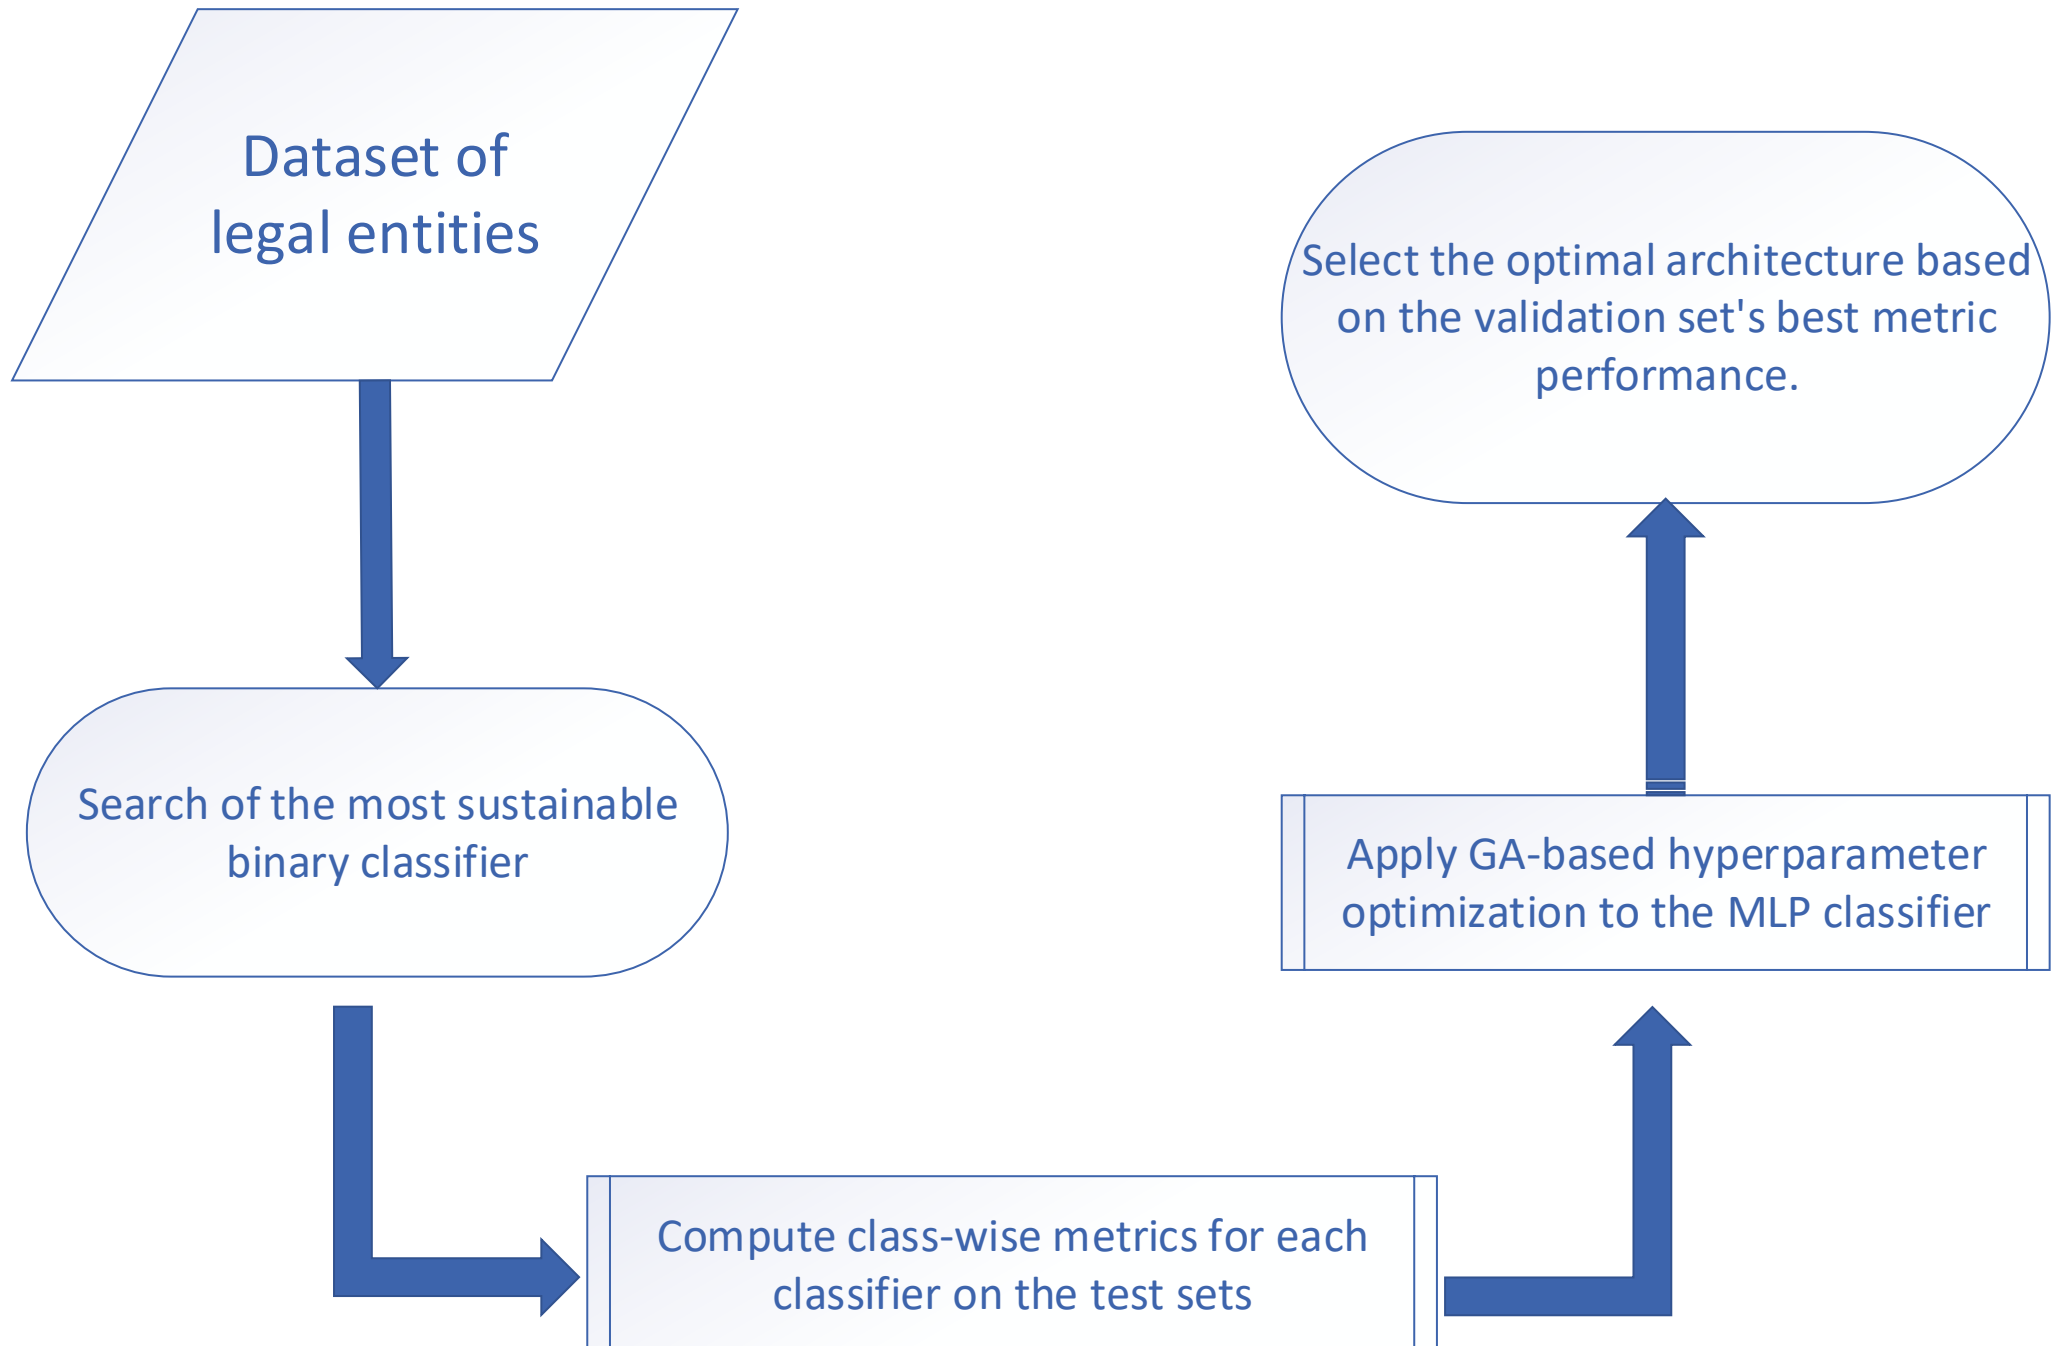 Dataset of
legal entities
Search of the most sustainable
binary classifier
Compute class-wise metrics for each
classifier on the test sets
Apply GA-based hyperparameter
optimization to the MLP classifier
Select the optimal architecture based
on the validation set's best metric
performance.